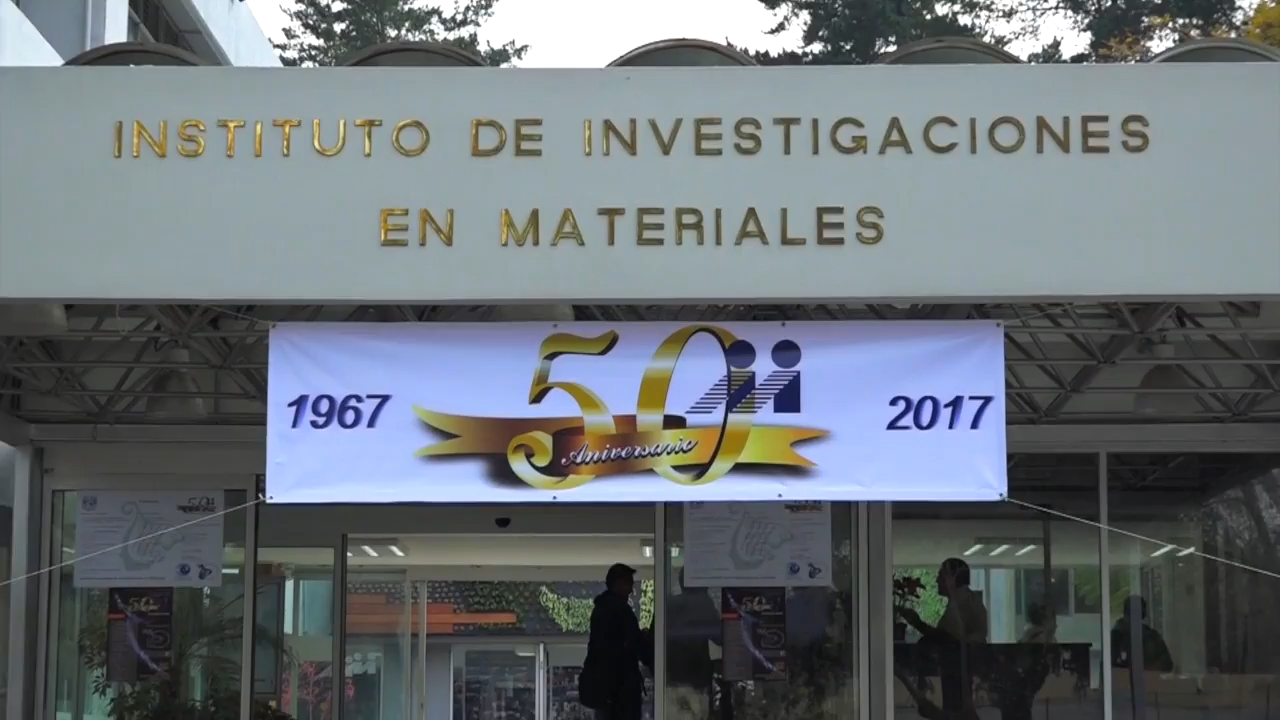 INSTITUTO DE INVESTIGACIONES
EN MATERIALES
1967 50 2017
Aniversario